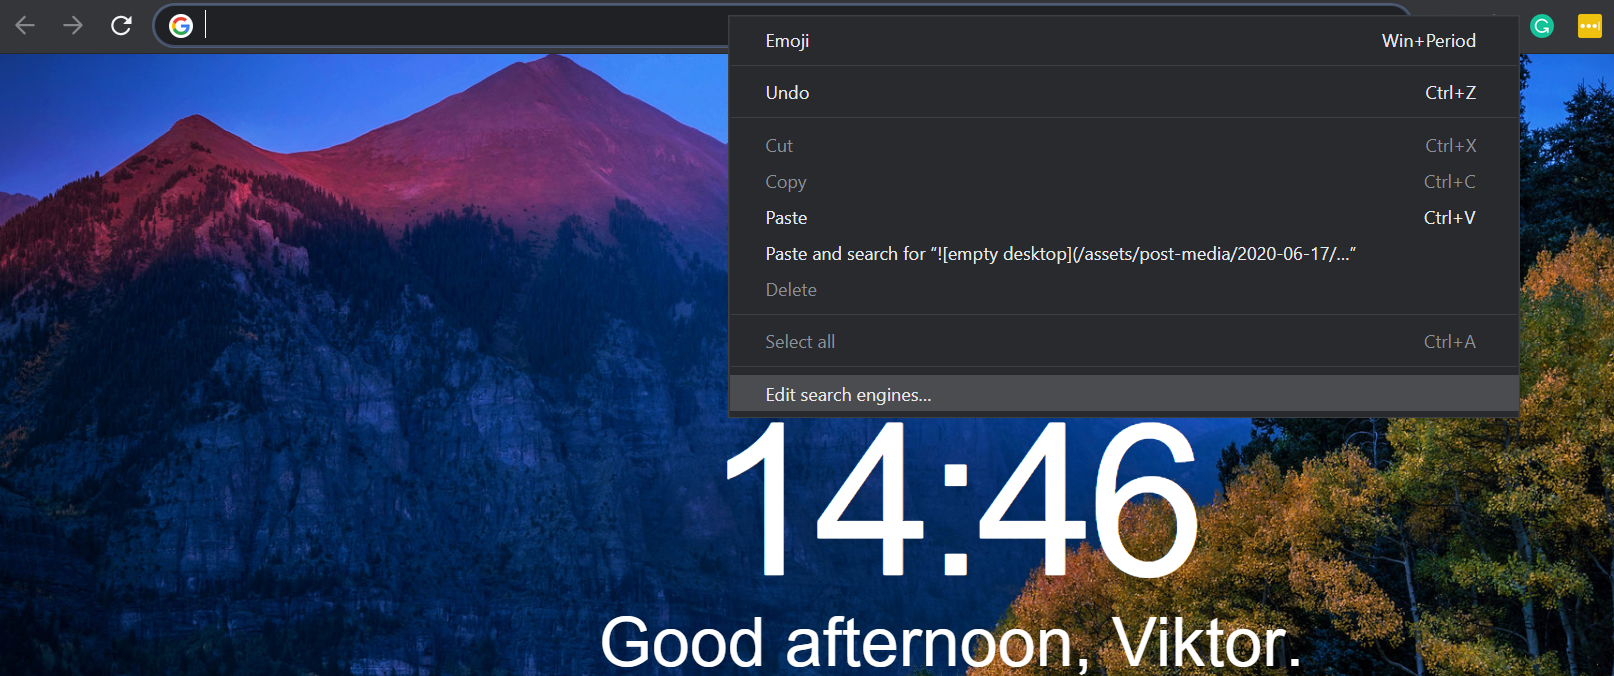 Emoji Win+Period
Undo Ctrl+Z
Cut Ctrl+X
Copy Ctrl+C
Paste Ctrl+V
Paste and search for “![empty desktop](/assets/post-media/2020-06-17/...”
Delete
Select all Ctrl+A
Edit search engines...
14:46
Good afternoon, Viktor.